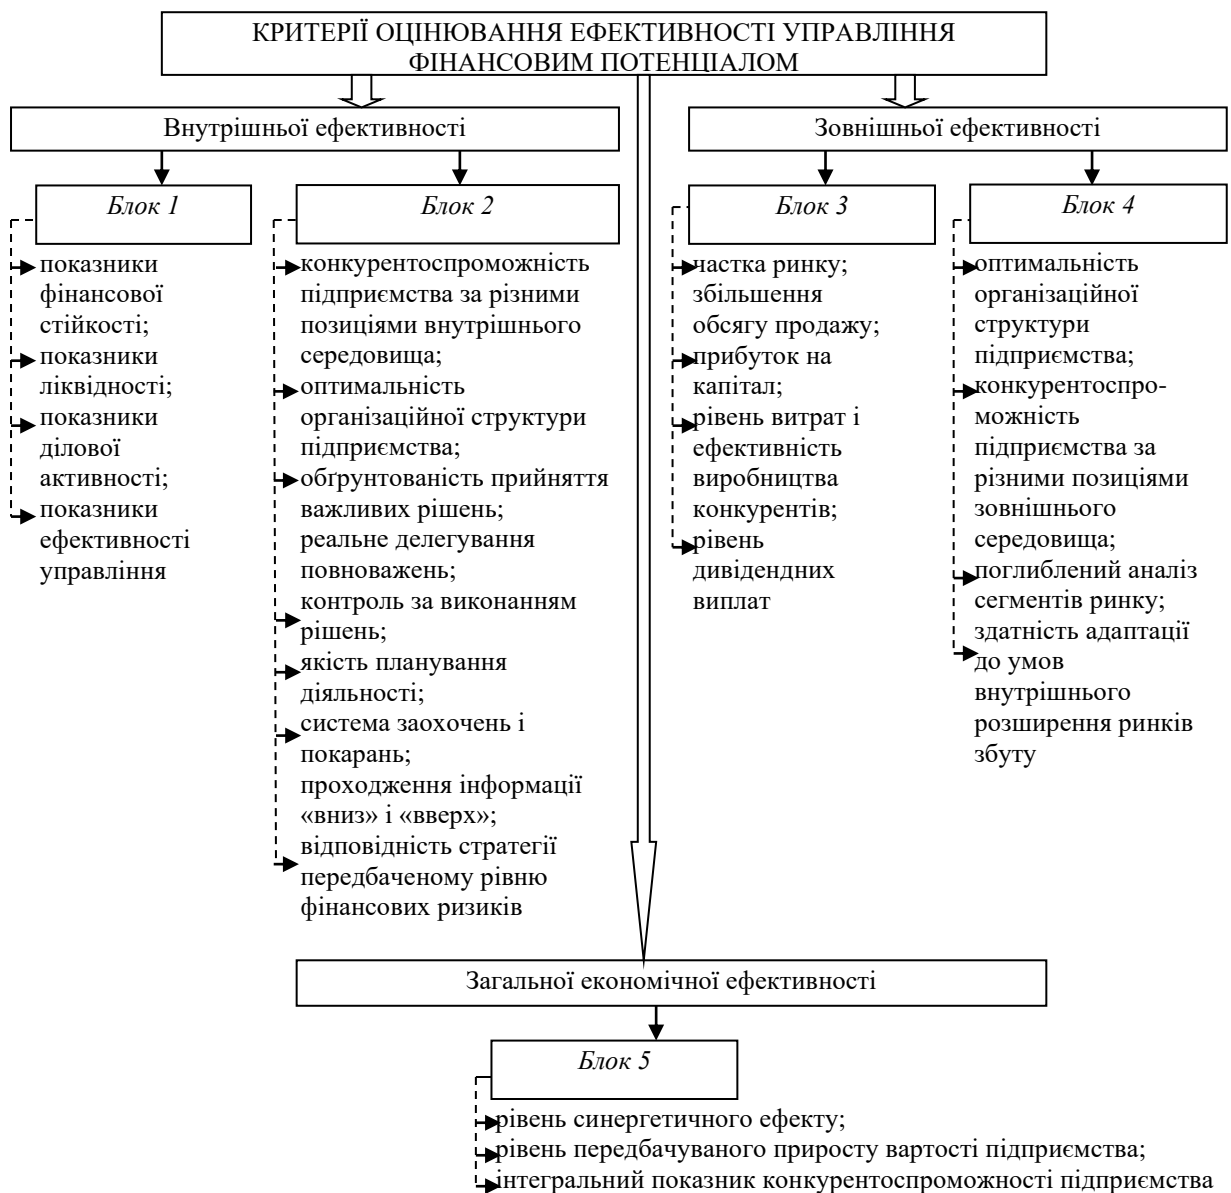 КРИТЕРІЇ ОЦІНЮВАННЯ ЕФЕКТИВНОСТІ УПРАВЛІННЯ
ФІНАНСОВИМ ПОТЕНЦІАЛОМ
Внутрішньої ефективності
Зовнішньої ефективності
Блок 1
Блок 2
Блок 3
Блок 4
показники
фінансової
стійкості;
показники
ліквідності;
показники
ділової
активності;
показники
ефективності
управління
конкурентоспроможність
підприємства за різними
позиціями внутрішнього
середовища;
оптимальність
організаційної структури
підприємства;
обґрунтованість прийняття
важливих рішень;
реальне делегування
повноважень;
контроль за виконанням
рішень;
якість планування
діяльності;
система заохочень і
покарань;
проходження інформації
«вниз» і «вверх»;
відповідність стратегії
передбаченому рівню
фінансових ризиків
частка ринку;
збільшення
обсягу продажу;
прибуток на
капітал;
рівень витрат і
ефективність
виробництва
конкурентів;
рівень
дивідендних
виплат
оптимальність
організаційної
структури
підприємства;
конкурентоспро-
можність
підприємства за
різними позиціями
зовнішнього
середовища;
поглиблений аналіз
сегментів ринку;
здатність адаптації
до умов
внутрішнього
розширення ринків
збуту
Загальної економічної ефективності
Блок 5
рівень синергетичного ефекту;
рівень передбачуваного приросту вартості підприємства;
інтегральний показник конкурентоспроможності підприємства